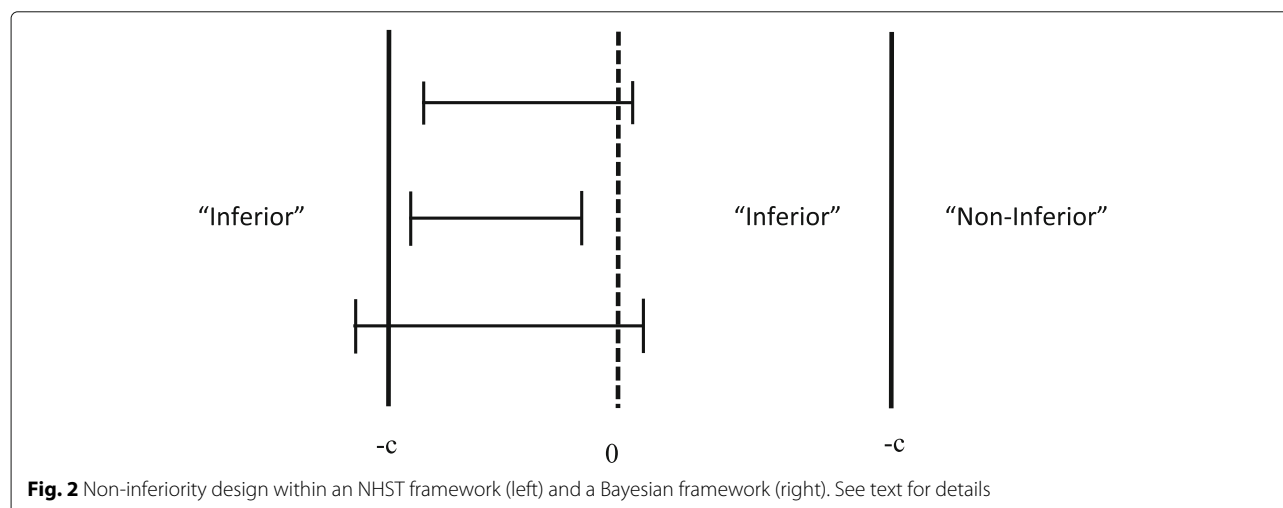 “Inferior”
“Inferior”
“Non-Inferior”
-c
0
-c
Fig. 2 Non-inferiority design within an NHST framework (left) and a Bayesian framework (right). See text for details